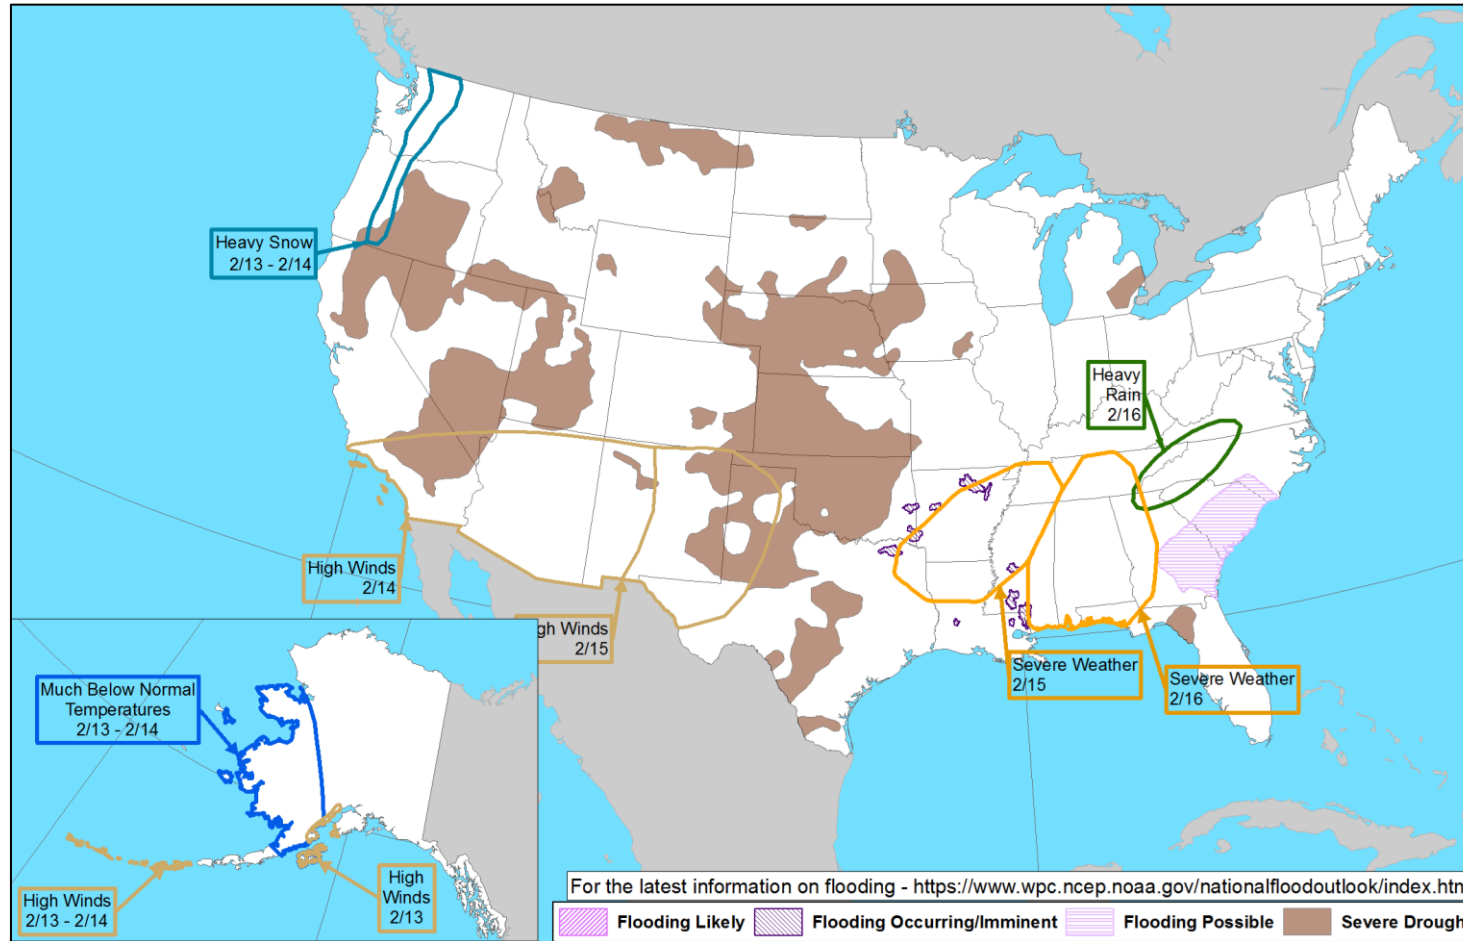 Heavy Snow
2/13 - 2/14
Heavy
Rain
2/16
High Winds
2/14
gh Winds
2/15
Severe Weather
2/15
Severe Weather
2/16
Much Below Normal
Temperatures
2/13 - 2/14
High Winds
2/13 - 2/14
High
Winds
2/13
For the latest information on flooding - https://www.wpc.ncep.noaa.gov/nationalfloodoutlook/index.htm
Flooding Likely
Flooding Occurring/Imminent
Flooding Possible
Severe Drough